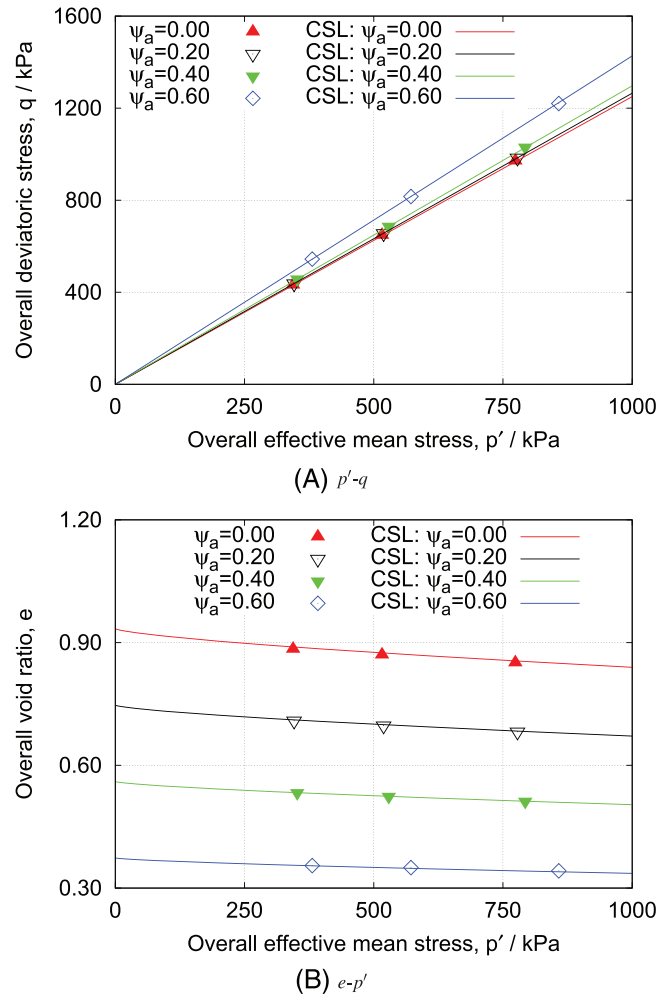 1600
1200
800
400
0
Overall deviatoric stress, q / kPa
ψa=0.00 CSL: ψa=0.00
ψa=0.20 CSL: ψa=0.20
ψa=0.40 CSL: ψa=0.40
ψa=0.60 CSL: ψa=0.60
0 250 500 750 1000
Overall effective mean stress, p′ / kPa
(A) p′-q
1.20
0.90
0.60
0.30
Overall void ratio, e
ψa=0.00 CSL: ψa=0.00
ψa=0.20 CSL: ψa=0.20
ψa=0.40 CSL: ψa=0.40
ψa=0.60 CSL: ψa=0.60
0 250 500 750 1000
Overall effective mean stress, p′ / kPa
(B) e-p′